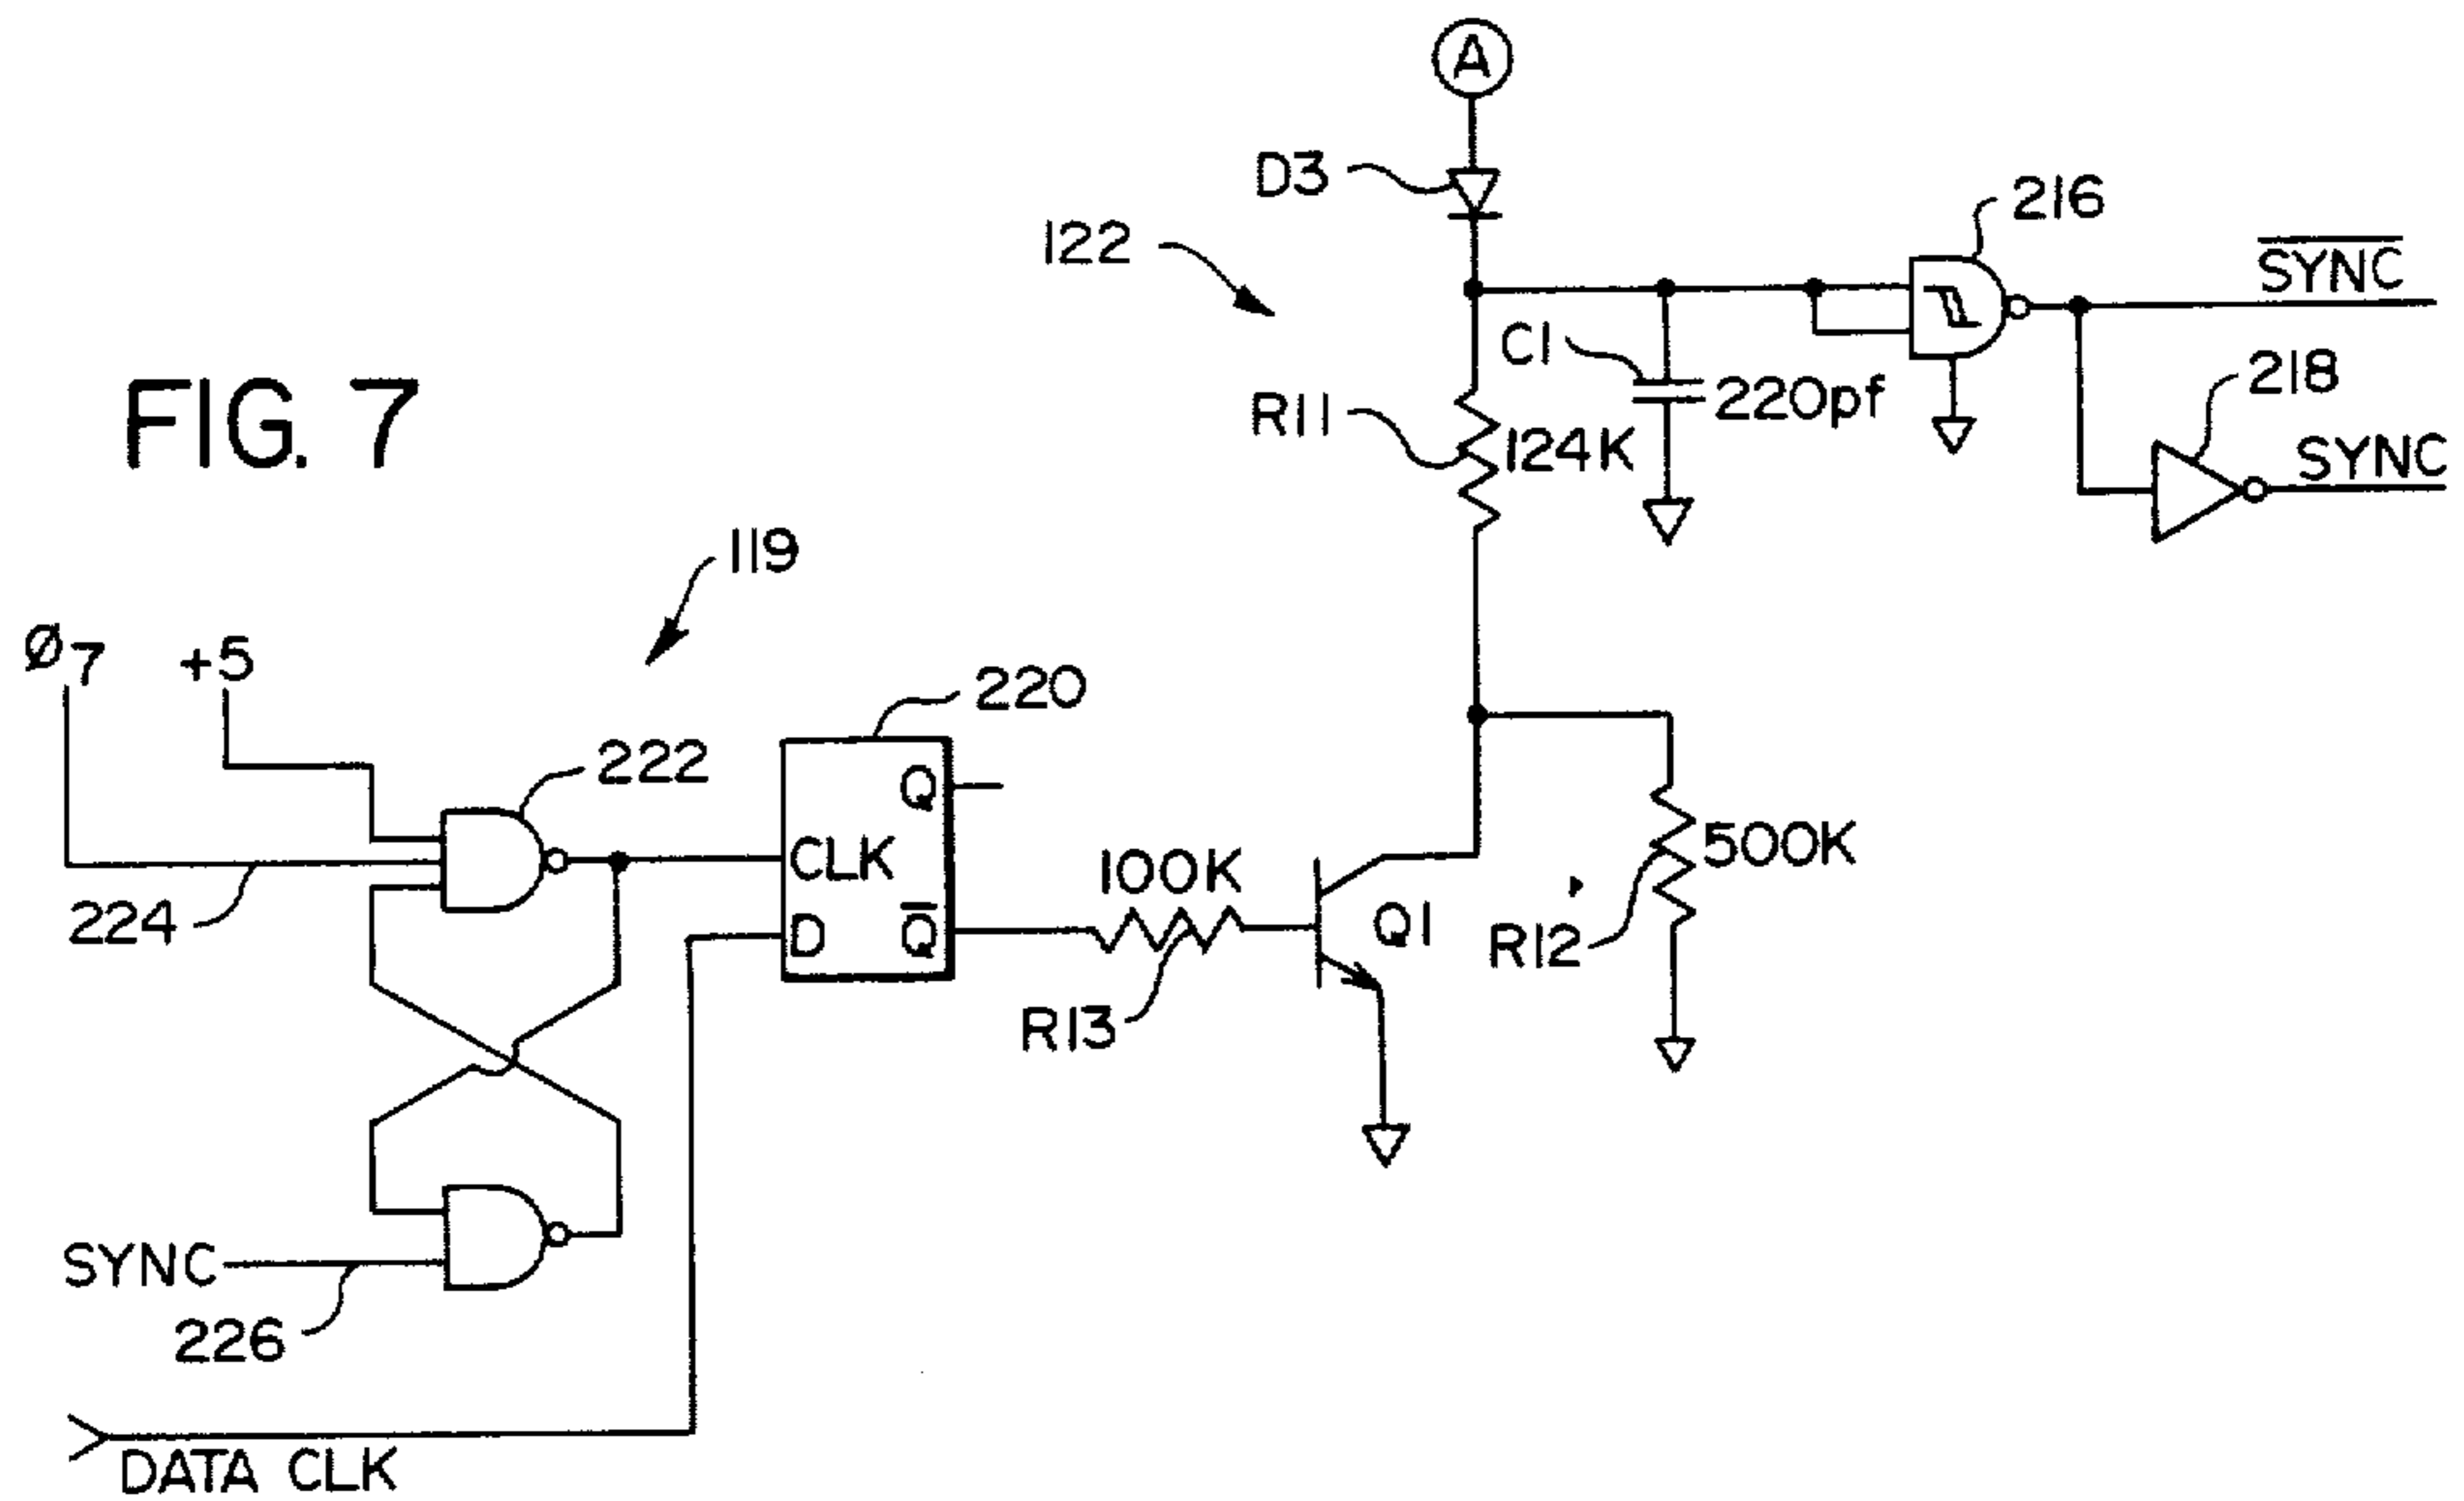 A
D3
216
122
SYNC
C1
220pf
218
FIG. 7
R11
124K
SYNC
119
Ø7
+5
220
222
Q
CLK
100K
500K
224
D
Q
Q1
R12
R13
SYNC
226
DATA CLK